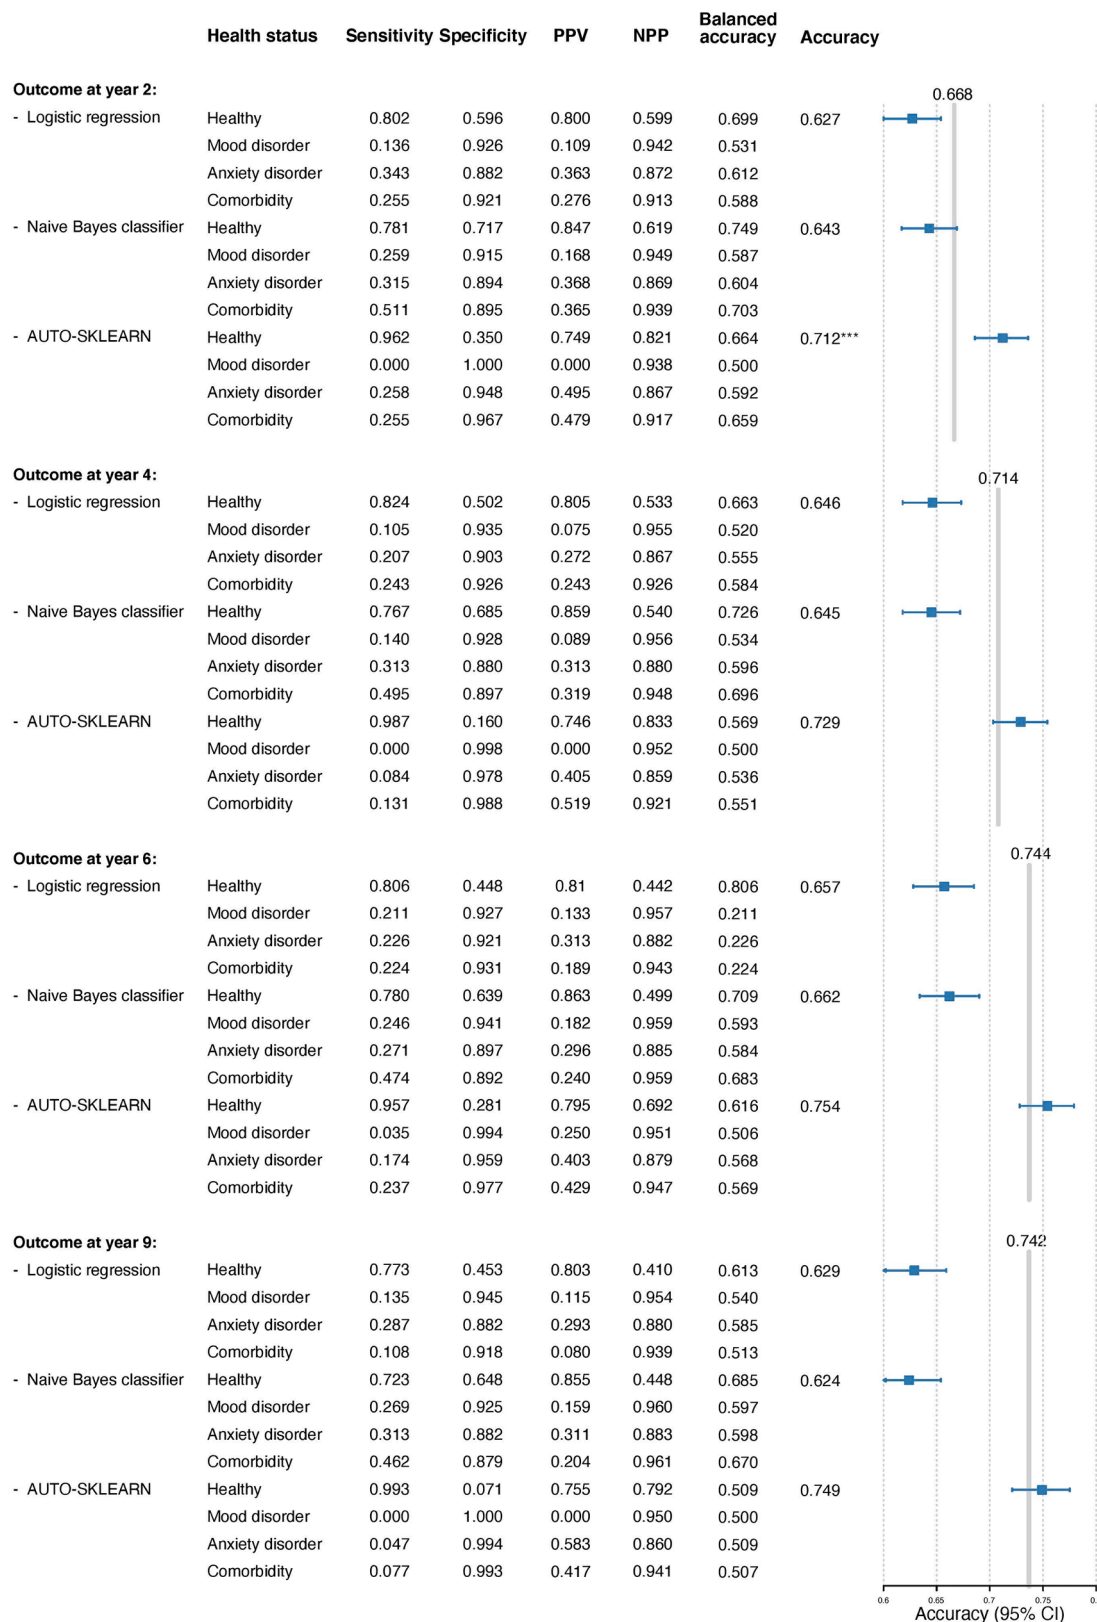 Health status Sensitivity Specificity PPV NPP Balanced accuracy Accuracy
Outcome at year 2:
0.668
- Logistic regression Healthy 0.802 0.596 0.800 0.599 0.699 0.627
Mood disorder 0.136 0.926 0.109 0.942 0.531
Anxiety disorder 0.343 0.882 0.363 0.872 0.612
Comorbidity 0.255 0.921 0.276 0.913 0.588
- Naive Bayes classifier Healthy 0.781 0.717 0.847 0.619 0.749 0.643
Mood disorder 0.259 0.915 0.168 0.949 0.587
Anxiety disorder 0.315 0.894 0.368 0.869 0.604
Comorbidity 0.511 0.895 0.365 0.939 0.703
- AUTO-SKLEARN Healthy 0.962 0.350 0.749 0.821 0.664 0.712***
Mood disorder 0.000 1.000 0.000 0.938 0.500
Anxiety disorder 0.258 0.948 0.495 0.867 0.592
Comorbidity 0.255 0.967 0.479 0.917 0.659
Outcome at year 4:
0.714
- Logistic regression Healthy 0.824 0.502 0.805 0.533 0.663 0.646
Mood disorder 0.105 0.935 0.075 0.955 0.520
Anxiety disorder 0.207 0.903 0.272 0.867 0.555
Comorbidity 0.243 0.926 0.243 0.926 0.584
- Naive Bayes classifier Healthy 0.767 0.685 0.859 0.540 0.726 0.645
Mood disorder 0.140 0.928 0.089 0.956 0.534
Anxiety disorder 0.313 0.880 0.313 0.880 0.596
Comorbidity 0.495 0.897 0.319 0.948 0.696
- AUTO-SKLEARN Healthy 0.987 0.160 0.746 0.833 0.569 0.729
Mood disorder 0.000 0.998 0.000 0.952 0.500
Anxiety disorder 0.084 0.978 0.405 0.859 0.536
Comorbidity 0.131 0.988 0.519 0.921 0.551
Outcome at year 6:
0.744
- Logistic regression Healthy 0.806 0.448 0.81 0.442 0.806 0.657
Mood disorder 0.211 0.927 0.133 0.957 0.211
Anxiety disorder 0.226 0.921 0.313 0.882 0.226
Comorbidity 0.224 0.931 0.189 0.943 0.224
- Naive Bayes classifier Healthy 0.780 0.639 0.863 0.499 0.709 0.662
Mood disorder 0.246 0.941 0.182 0.959 0.593
Anxiety disorder 0.271 0.897 0.296 0.885 0.584
Comorbidity 0.474 0.892 0.240 0.959 0.683
- AUTO-SKLEARN Healthy 0.957 0.281 0.795 0.692 0.616 0.754
Mood disorder 0.035 0.994 0.250 0.951 0.506
Anxiety disorder 0.174 0.959 0.403 0.879 0.568
Comorbidity 0.237 0.977 0.429 0.947 0.569
Outcome at year 9:
0.742
- Logistic regression Healthy 0.773 0.453 0.803 0.410 0.613 0.629
Mood disorder 0.135 0.945 0.115 0.954 0.540
Anxiety disorder 0.287 0.882 0.293 0.880 0.585
Comorbidity 0.108 0.918 0.080 0.939 0.513
- Naive Bayes classifier Healthy 0.723 0.648 0.855 0.448 0.685 0.624
Mood disorder 0.269 0.925 0.159 0.960 0.597
Anxiety disorder 0.313 0.882 0.311 0.883 0.598
Comorbidity 0.462 0.879 0.204 0.961 0.670
- AUTO-SKLEARN Healthy 0.993 0.071 0.755 0.792 0.509 0.749
Mood disorder 0.000 1.000 0.000 0.950 0.500
Anxiety disorder 0.047 0.994 0.583 0.860 0.509
Comorbidity 0.077 0.993 0.417 0.941 0.507
0.6 0.65 0.7 0.75
Accuracy (95% CI)